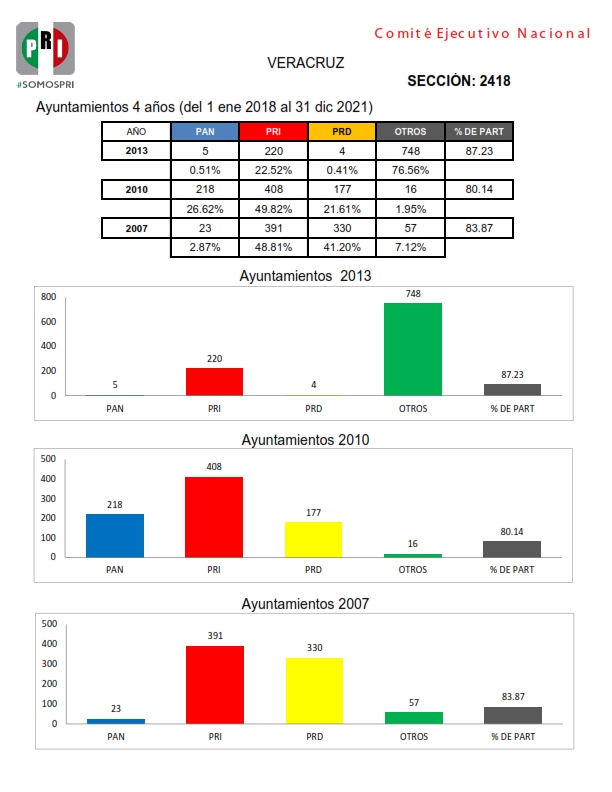 Comité Ejecutivo Nacional
PRI
#SOMOSPRI
VERACRUZ
SECCIÓN: 2418
Ayuntamientos 4 años (del 1 ene 2018 al 31 dic 2021)
AÑO PAN PRI PRD OTROS % DE PART
2013 5 220 4 748 87.23
0.51% 22.52% 0.41% 76.56%
2010 218 408 177 16 80.14
26.62% 49.82% 21.61% 1.95%
2007 23 391 330 57 83.87
2.87% 48.81% 41.20% 7.12%
Ayuntamientos 2013
800
600
400
200
0
5 220 4 748 87.23
PAN PRI PRD OTROS % DE PART
Ayuntamientos 2010
500
400
300
200
100
0
218 408 177 16 80.14
PAN PRI PRD OTROS % DE PART
Ayuntamientos 2007
500
400
300
200
100
0
23 391 330 57 83.87
PAN PRI PRD OTROS % DE PART